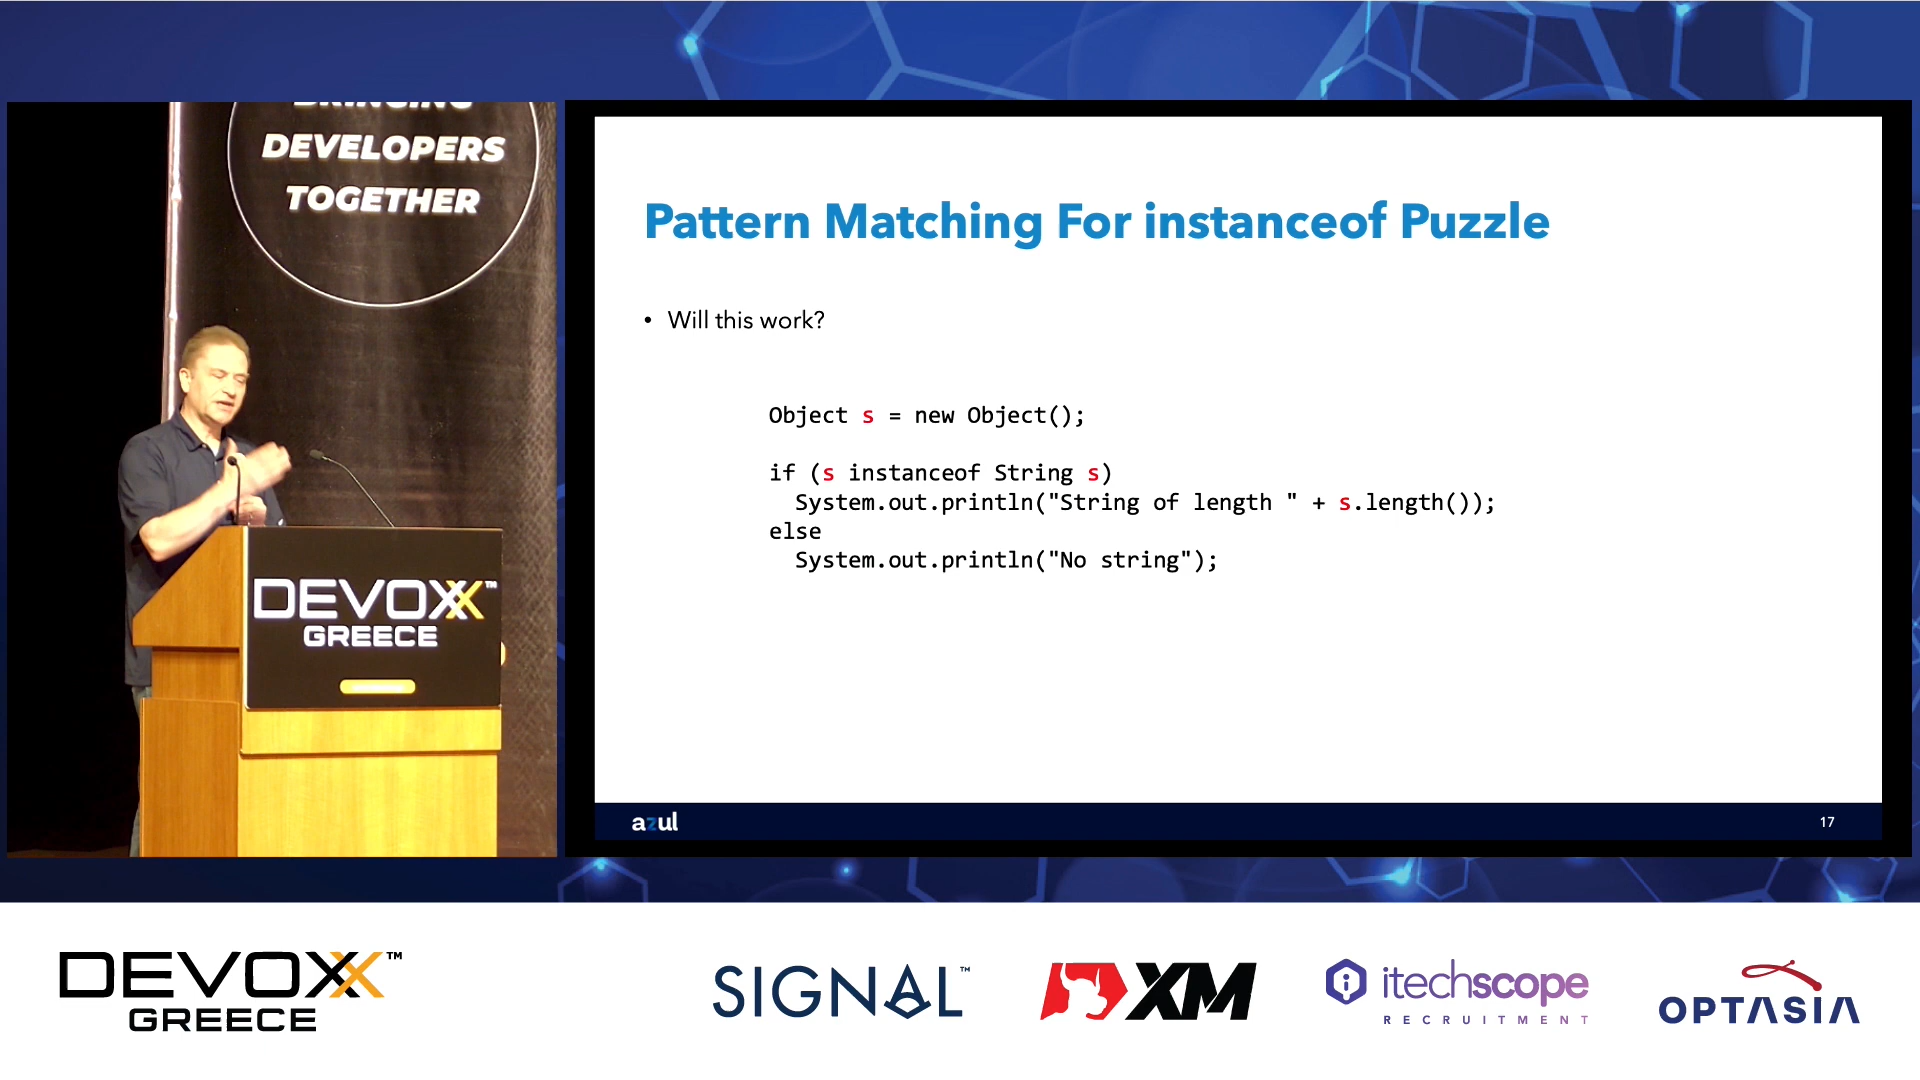 DEVELOPERS
TOGETHER
DEVOXX™
GREECE
Pattern Matching For instanceof Puzzle
• Will this work?
Object s = new Object();
if (s instanceof String s)
System.out.println("String of length " + s.length());
else
System.out.println("No string");
azul
17
DEVOXX™
GREECE
SIGNAL™
XM
itechscope
RECRUITMENT
OPTASIA